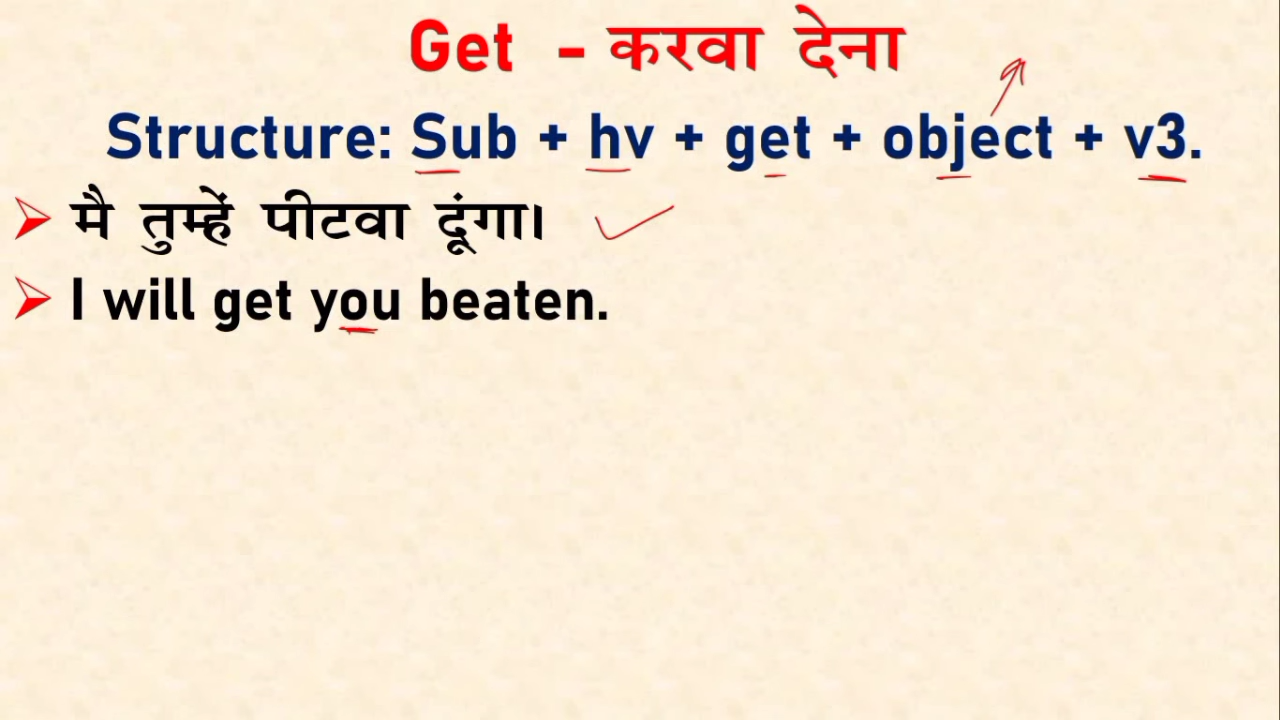 Get - करवा देना
Structure: Sub + hv + get + object + v3.
मै तुम्हें पीटवा दूंगा।
I will get you beaten.